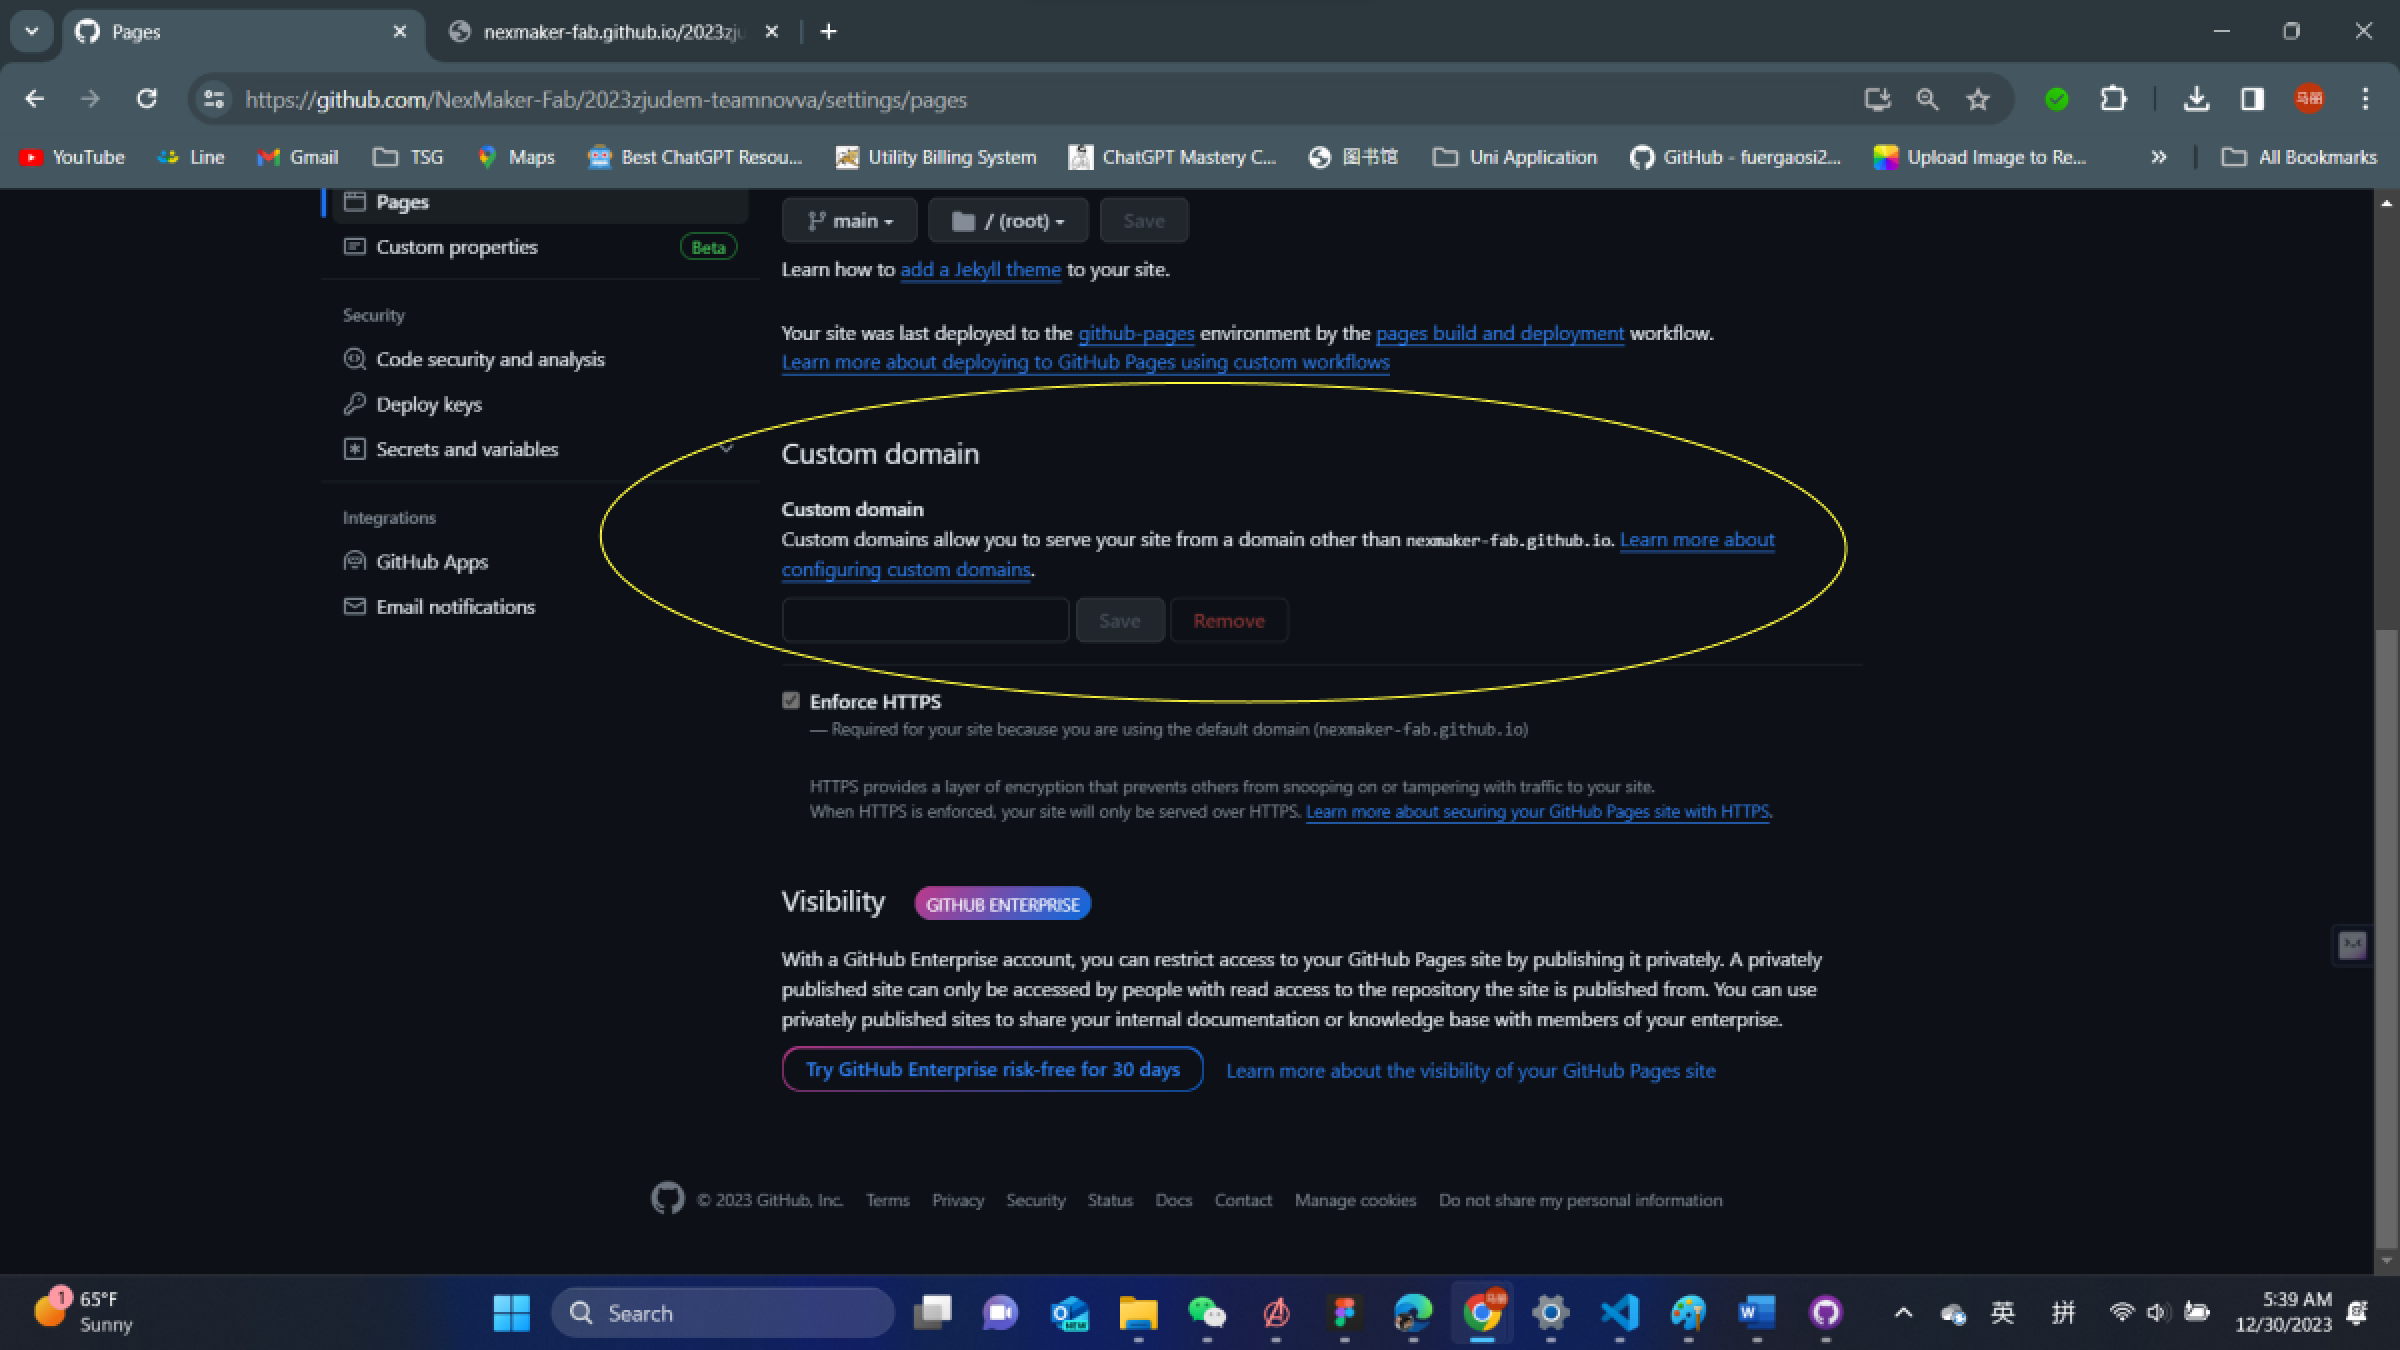 Pages
nexmaker-fab.github.io/2023zju
https://github.com/NexMaker-Fab/2023zjudem-teamnovva/settings/pages
马丽
YouTube Line Gmail TSG Maps Best ChatGPT Resou... Utility Billing System ChatGPT Mastery C... 图书馆 Uni Application GitHub - fuergaosi2... Upload Image to Re... » All Bookmarks
Pages
Custom properties Beta
Security
Code security and analysis
Deploy keys
Secrets and variables
Integrations
GitHub Apps
Email notifications
main / (root) Save
Learn how to add a Jekyll theme to your site.
Your site was last deployed to the github-pages environment by the pages build and deployment workflow.
Learn more about deploying to GitHub Pages using custom workflows
Custom domain
Custom domain
Custom domains allow you to serve your site from a domain other than nexmaker-fab.github.io. Learn more about
configuring custom domains.
Save Remove
Enforce HTTPS
— Required for your site because you are using the default domain (nexmaker-fab.github.io)
HTTPS provides a layer of encryption that prevents others from snooping on or tampering with traffic to your site.
When HTTPS is enforced, your site will only be served over HTTPS. Learn more about securing your GitHub Pages site with HTTPS.
Visibility GITHUB ENTERPRISE
With a GitHub Enterprise account, you can restrict access to your GitHub Pages site by publishing it privately. A privately
published site can only be accessed by people with read access to the repository the site is published from. You can use
privately published sites to share your internal documentation or knowledge base with members of your enterprise.
Try GitHub Enterprise risk-free for 30 days Learn more about the visibility of your GitHub Pages site
© 2023 GitHub, Inc. Terms Privacy Security Status Docs Contact Manage cookies Do not share my personal information
1 65°F
Sunny
Search
英 拼
5:39 AM
12/30/2023